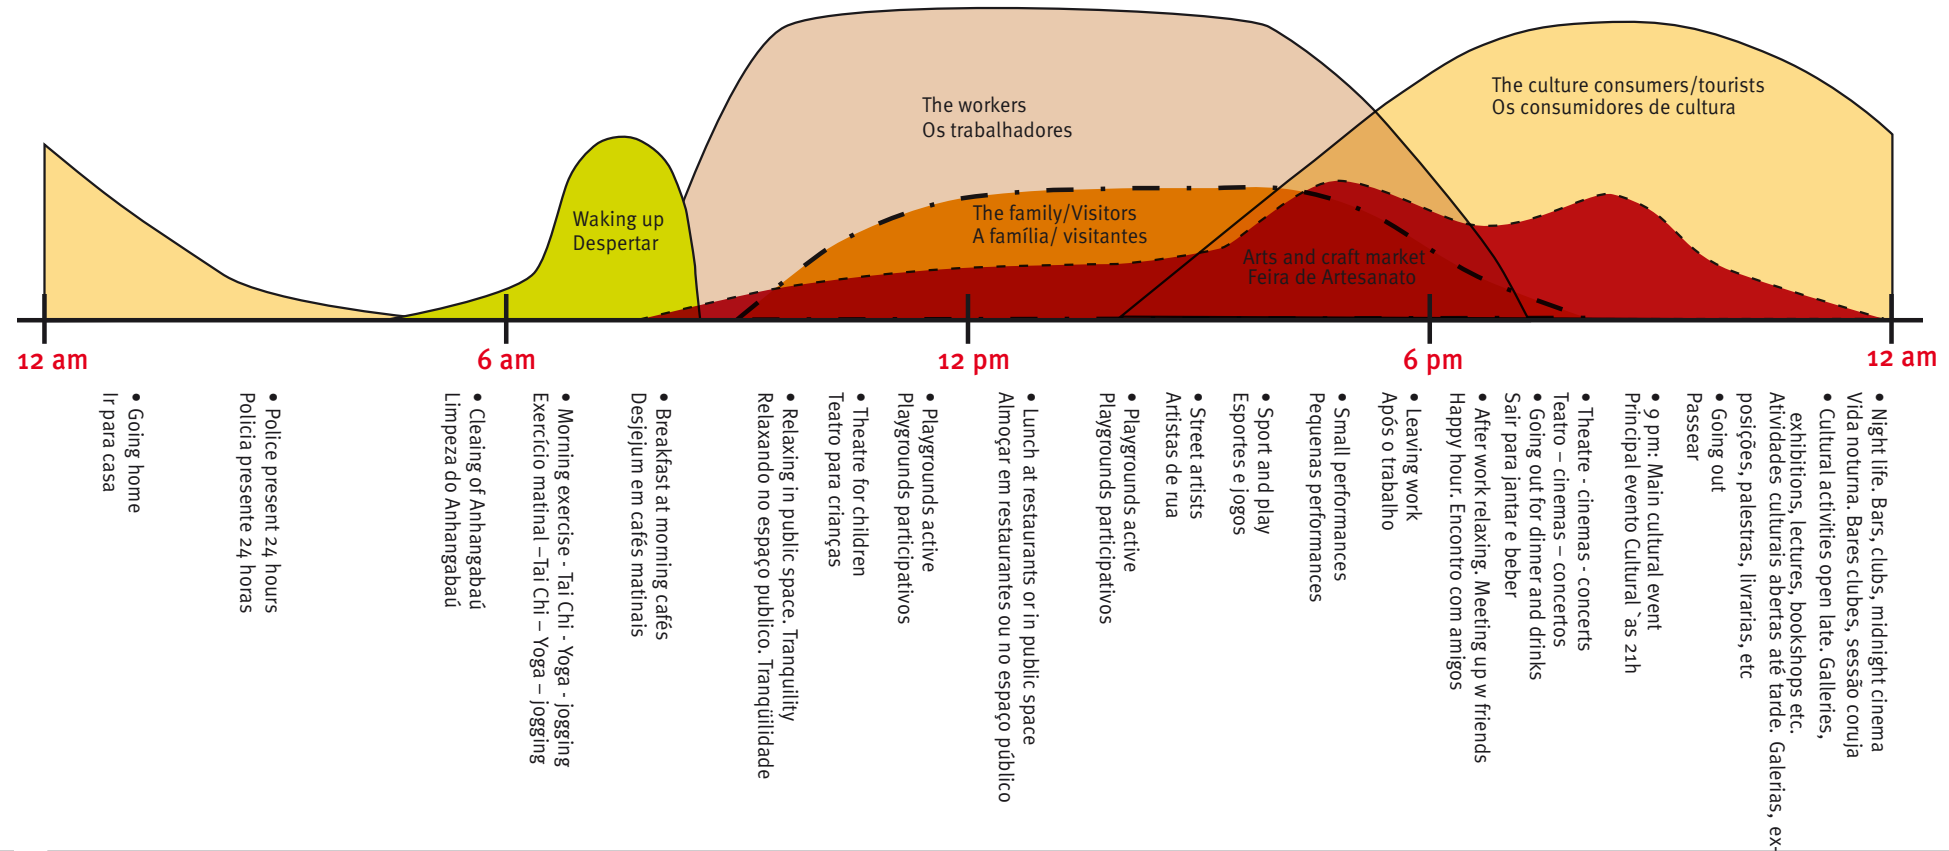 The workers
Os trabalhadores
The culture consumers/tourists
Os consumidores de cultura
Waking up
Despertar
The family/Visitors
A família/ visitantes
Arts and craft market
Feira de Artesanato
12 am
6 am
12 pm
6 pm
12 am
• Going home
Ir para casa
• Police present 24 hours
Policia presente 24 horas
• Cleaing of Anhangabaú
Limpeza do Anhangabaú
• Morning exercise - Tai Chi - Yoga - jogging
Exercício matinal –Tai Chi – Yoga – jogging
• Breakfast at morning cafés
Desjejum em cafés matinais
• Relaxing in public space. Tranquility
Relaxando no espaço publico. Tranqüilidade
• Theatre for children
Teatro para crianças
• Playgrounds active
Playgrounds participativos
• Lunch at restaurants or in public space
Almoçar em restaurantes ou no espaço público
• Playgrounds active
Playgrounds participativos
• Street artists
Artistas de rua
• Sport and play
Esportes e jogos
• Small performances
Pequenas performances
• Leaving work
Após o trabalho
• After work relaxing. Meeting up w friends
Happy hour. Encontro com amigos
• Going out for dinner and drinks
Sair para jantar e beber
• Theatre - cinemas - concerts
Teatro – cinemas – concertos
• 9 pm: Main cultural event
Principal evento Cultural `as 21h
• Going out
Passear
• Cultural activities open late. Galleries,
exhibitions, lectures, bookshops etc.
Atividades culturais abertas até tarde. Galerias, ex-
posições, palestras, livrarias, etc
• Night life. Bars, clubs, midnight cinema
Vida noturna. Bares clubes, sessão coruja